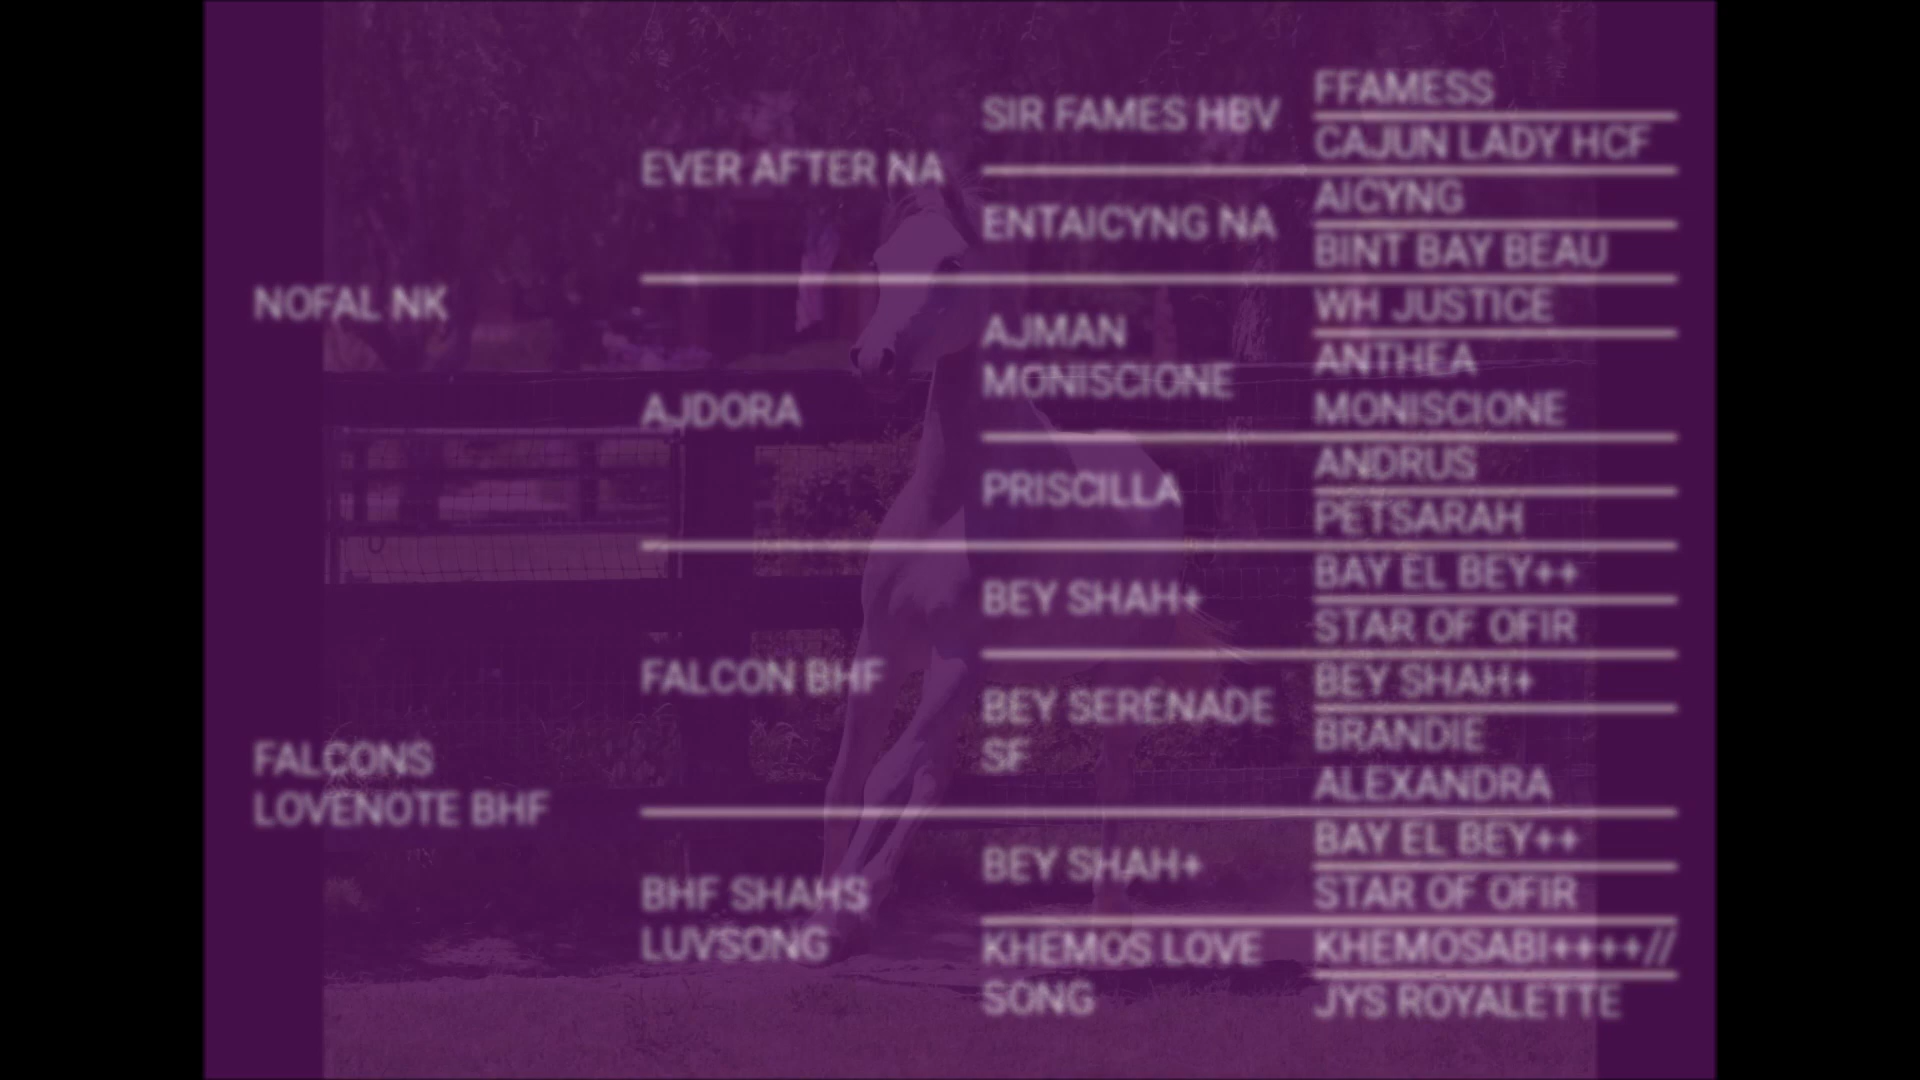 NOFAL NK
FALCONS
LOVENOTE BHF
EVER AFTER NA
AJDORA
FALCON BHF
BHF SHAHS
LUVSONG
SIR FAMES HBV
ENTAICYNG NA
AJMAN
MONISCIONE
PRISCILLA
BEY SHAH+
BEY SERENADE
SF
BEY SHAH+
KHEMOS LOVE
SONG
FFAMESS
CAJUN LADY HCF
AICYNG
BINT BAY BEAU
WH JUSTICE
ANTHEA
MONISCIONE
ANDRUS
PETSARAH
BAY EL BEY++
STAR OF OFIR
BEY SHAH+
BRANDIE
ALEXANDRA
BAY EL BEY++
STAR OF OFIR
KHEMOSABI++++//
JYS ROYALETTE